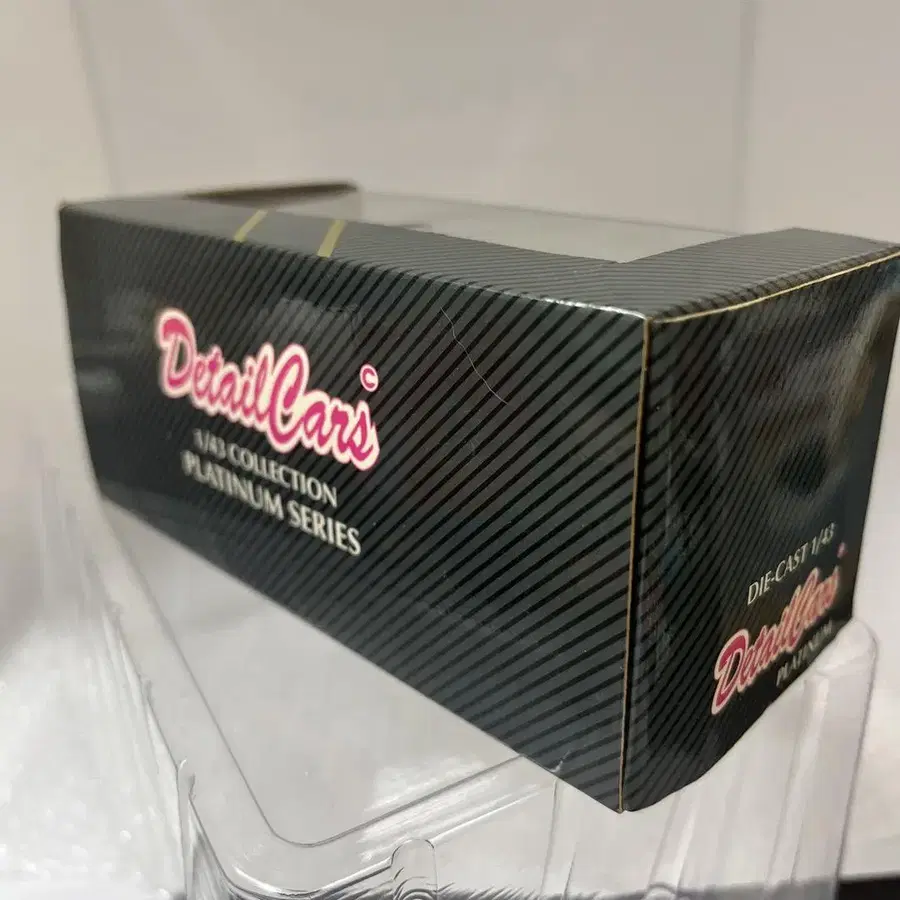 DetailCars ©
1/43 COLLECTION
PLATINUM SERIES
DIE-CAST 1/43
DetailCars ©
PLATINUM